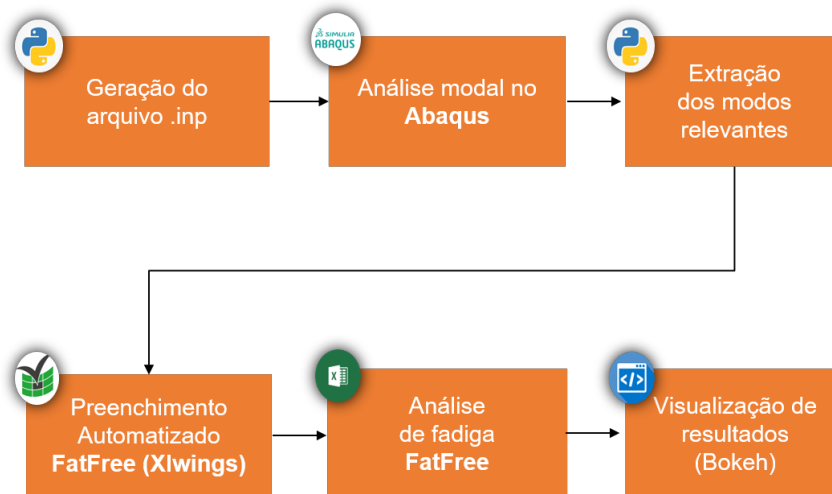 Geração do
arquivo .inp
SIMULIA
ABAQUS
Análise modal no
Abaqus
Extração
dos modos
relevantes
Preenchimento
Automatizado
FatFree (Xlwings)
X
Análise
de fadiga
FatFree
</>
Visualização de
resultados
(Bokeh)